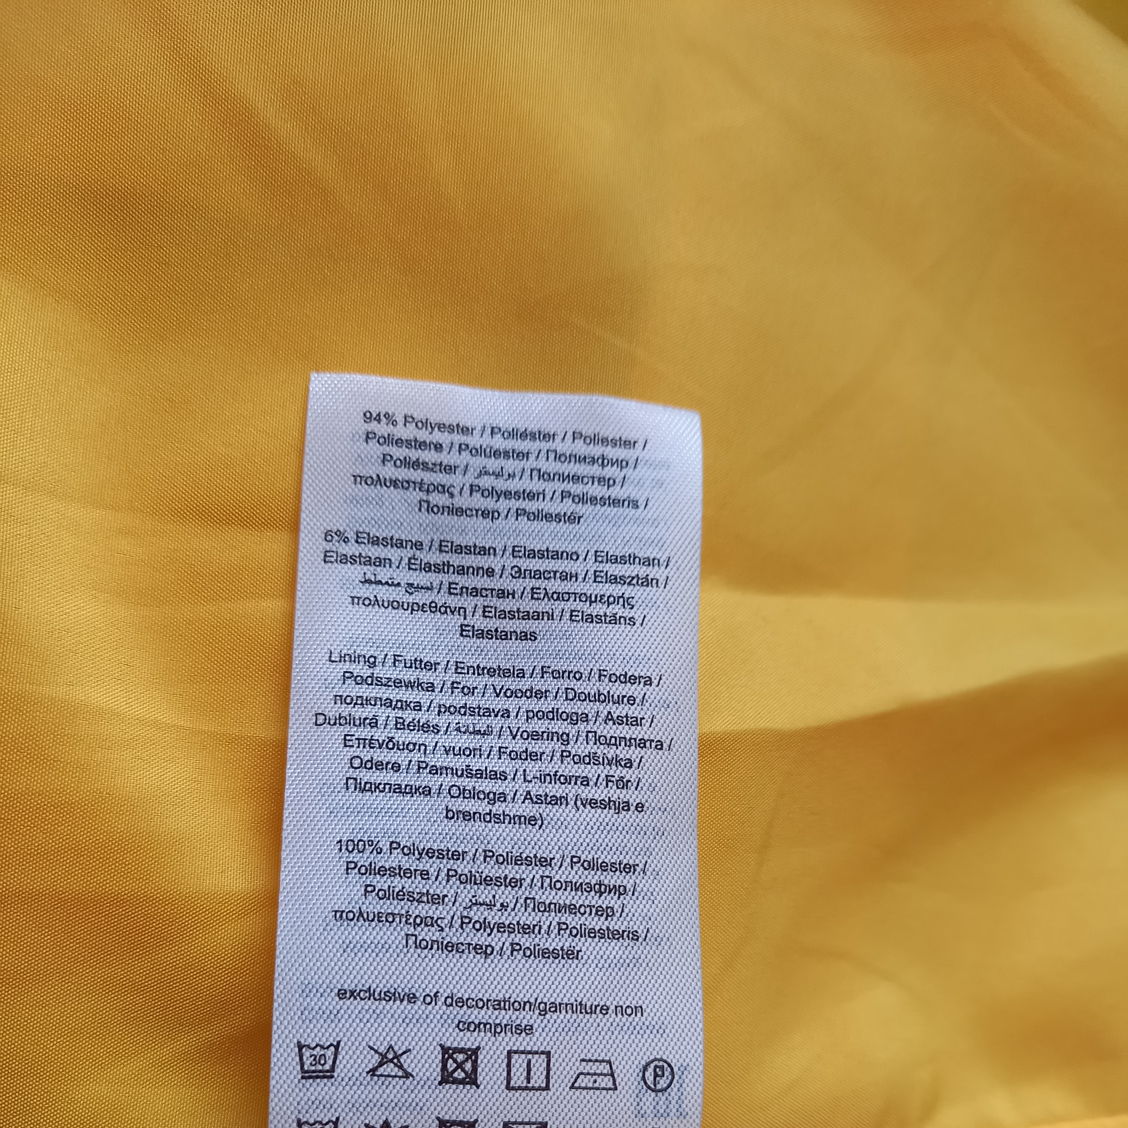 94% Polyester / Poliéster / Poliester /
Poliestere / Polüester / Полиэфир /
Poliészter / بوليستر / Полиестер /
πολυεστέρας / Polyesteri / Poliesteris /
Поліестер / Poliestër
6% Elastane / Elastan / Elastano / Elasthan /
Elastaan / Élasthanne / Эластан / Elasztán /
نسيج متمطط / Еластан / Ελαστομερής
πολυουρεθάνη / Elastaani / Elastāns /
Elastanas
Lining / Futter / Entretela / Forro / Fodera /
Podszewka / For / Vooder / Doublure /
подкладка / podstava / podloga / Astar /
Dublură / Bélés / البطانة / Voering / Подплата /
Επένδυση / vuori / Foder / Podšívka /
Odere / Pamušalas / L-inforra / Fór /
Підкладка / Obloga / Astari (veshja e
brendshme)
100% Polyester / Poliéster / Poliester /
Poliestere / Polüester / Полиэфир /
Poliészter / بوليستر / Полиестер /
πολυεστέρας / Polyesteri / Poliesteris /
Поліестер / Poliestër
exclusive of decoration/garniture non
comprise
30 P